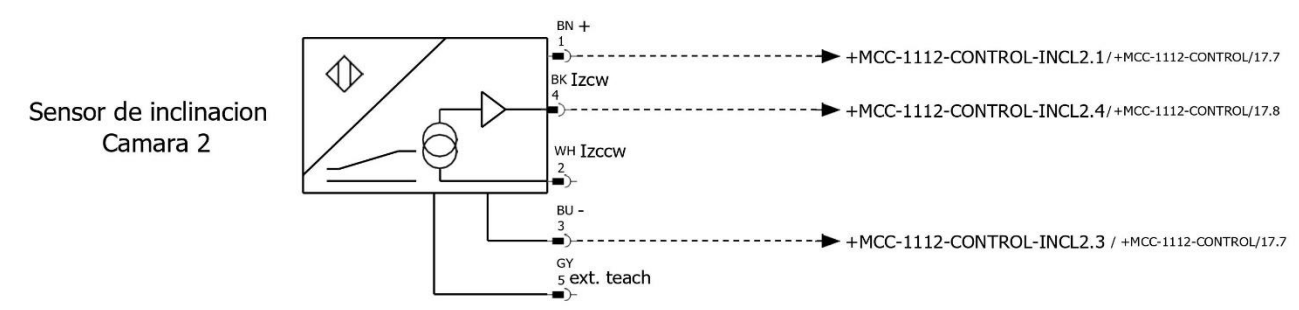 BN +
1
+MCC-1112-CONTROL-INCL2.1/+MCC-1112-CONTROL/17.7
BK Izcw
4
+MCC-1112-CONTROL-INCL2.4/+MCC-1112-CONTROL/17.8
Sensor de inclinacion
Camara 2
WH Izccw
2
BU -
3
+MCC-1112-CONTROL-INCL2.3 / +MCC-1112-CONTROL/17.7
GY
5 ext. teach